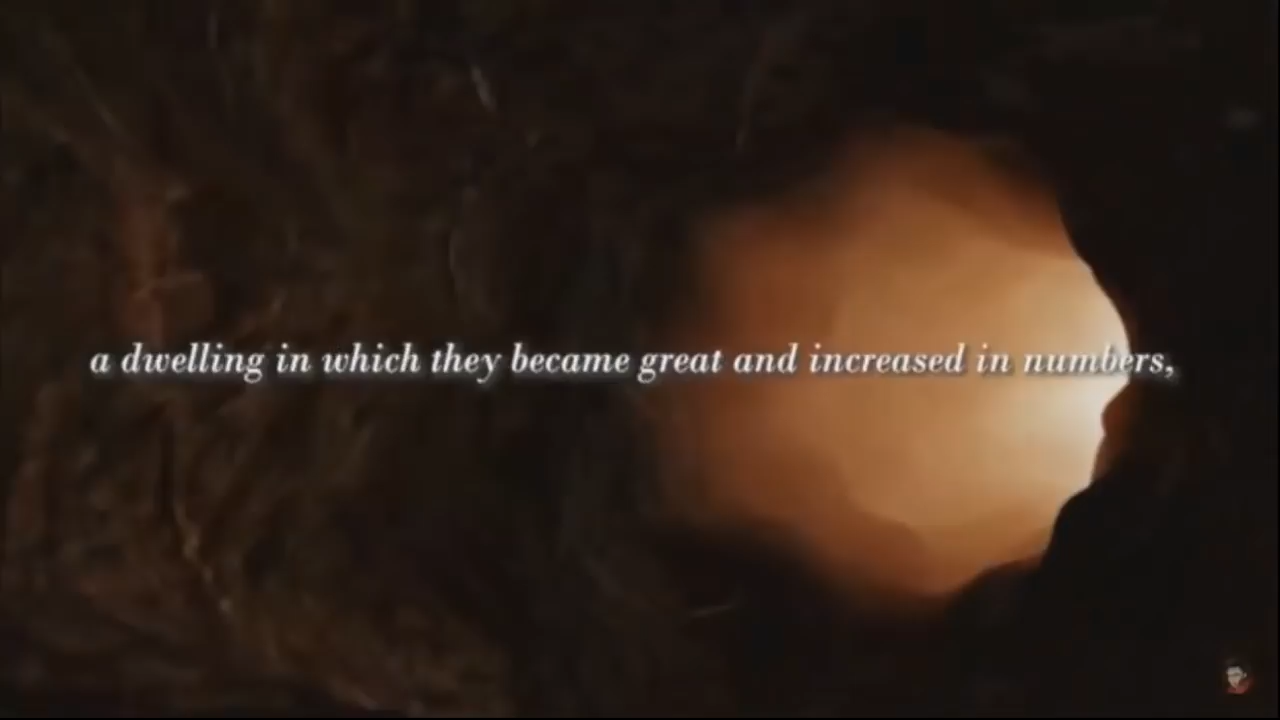 a dwelling in which they became great and increased in numbers,